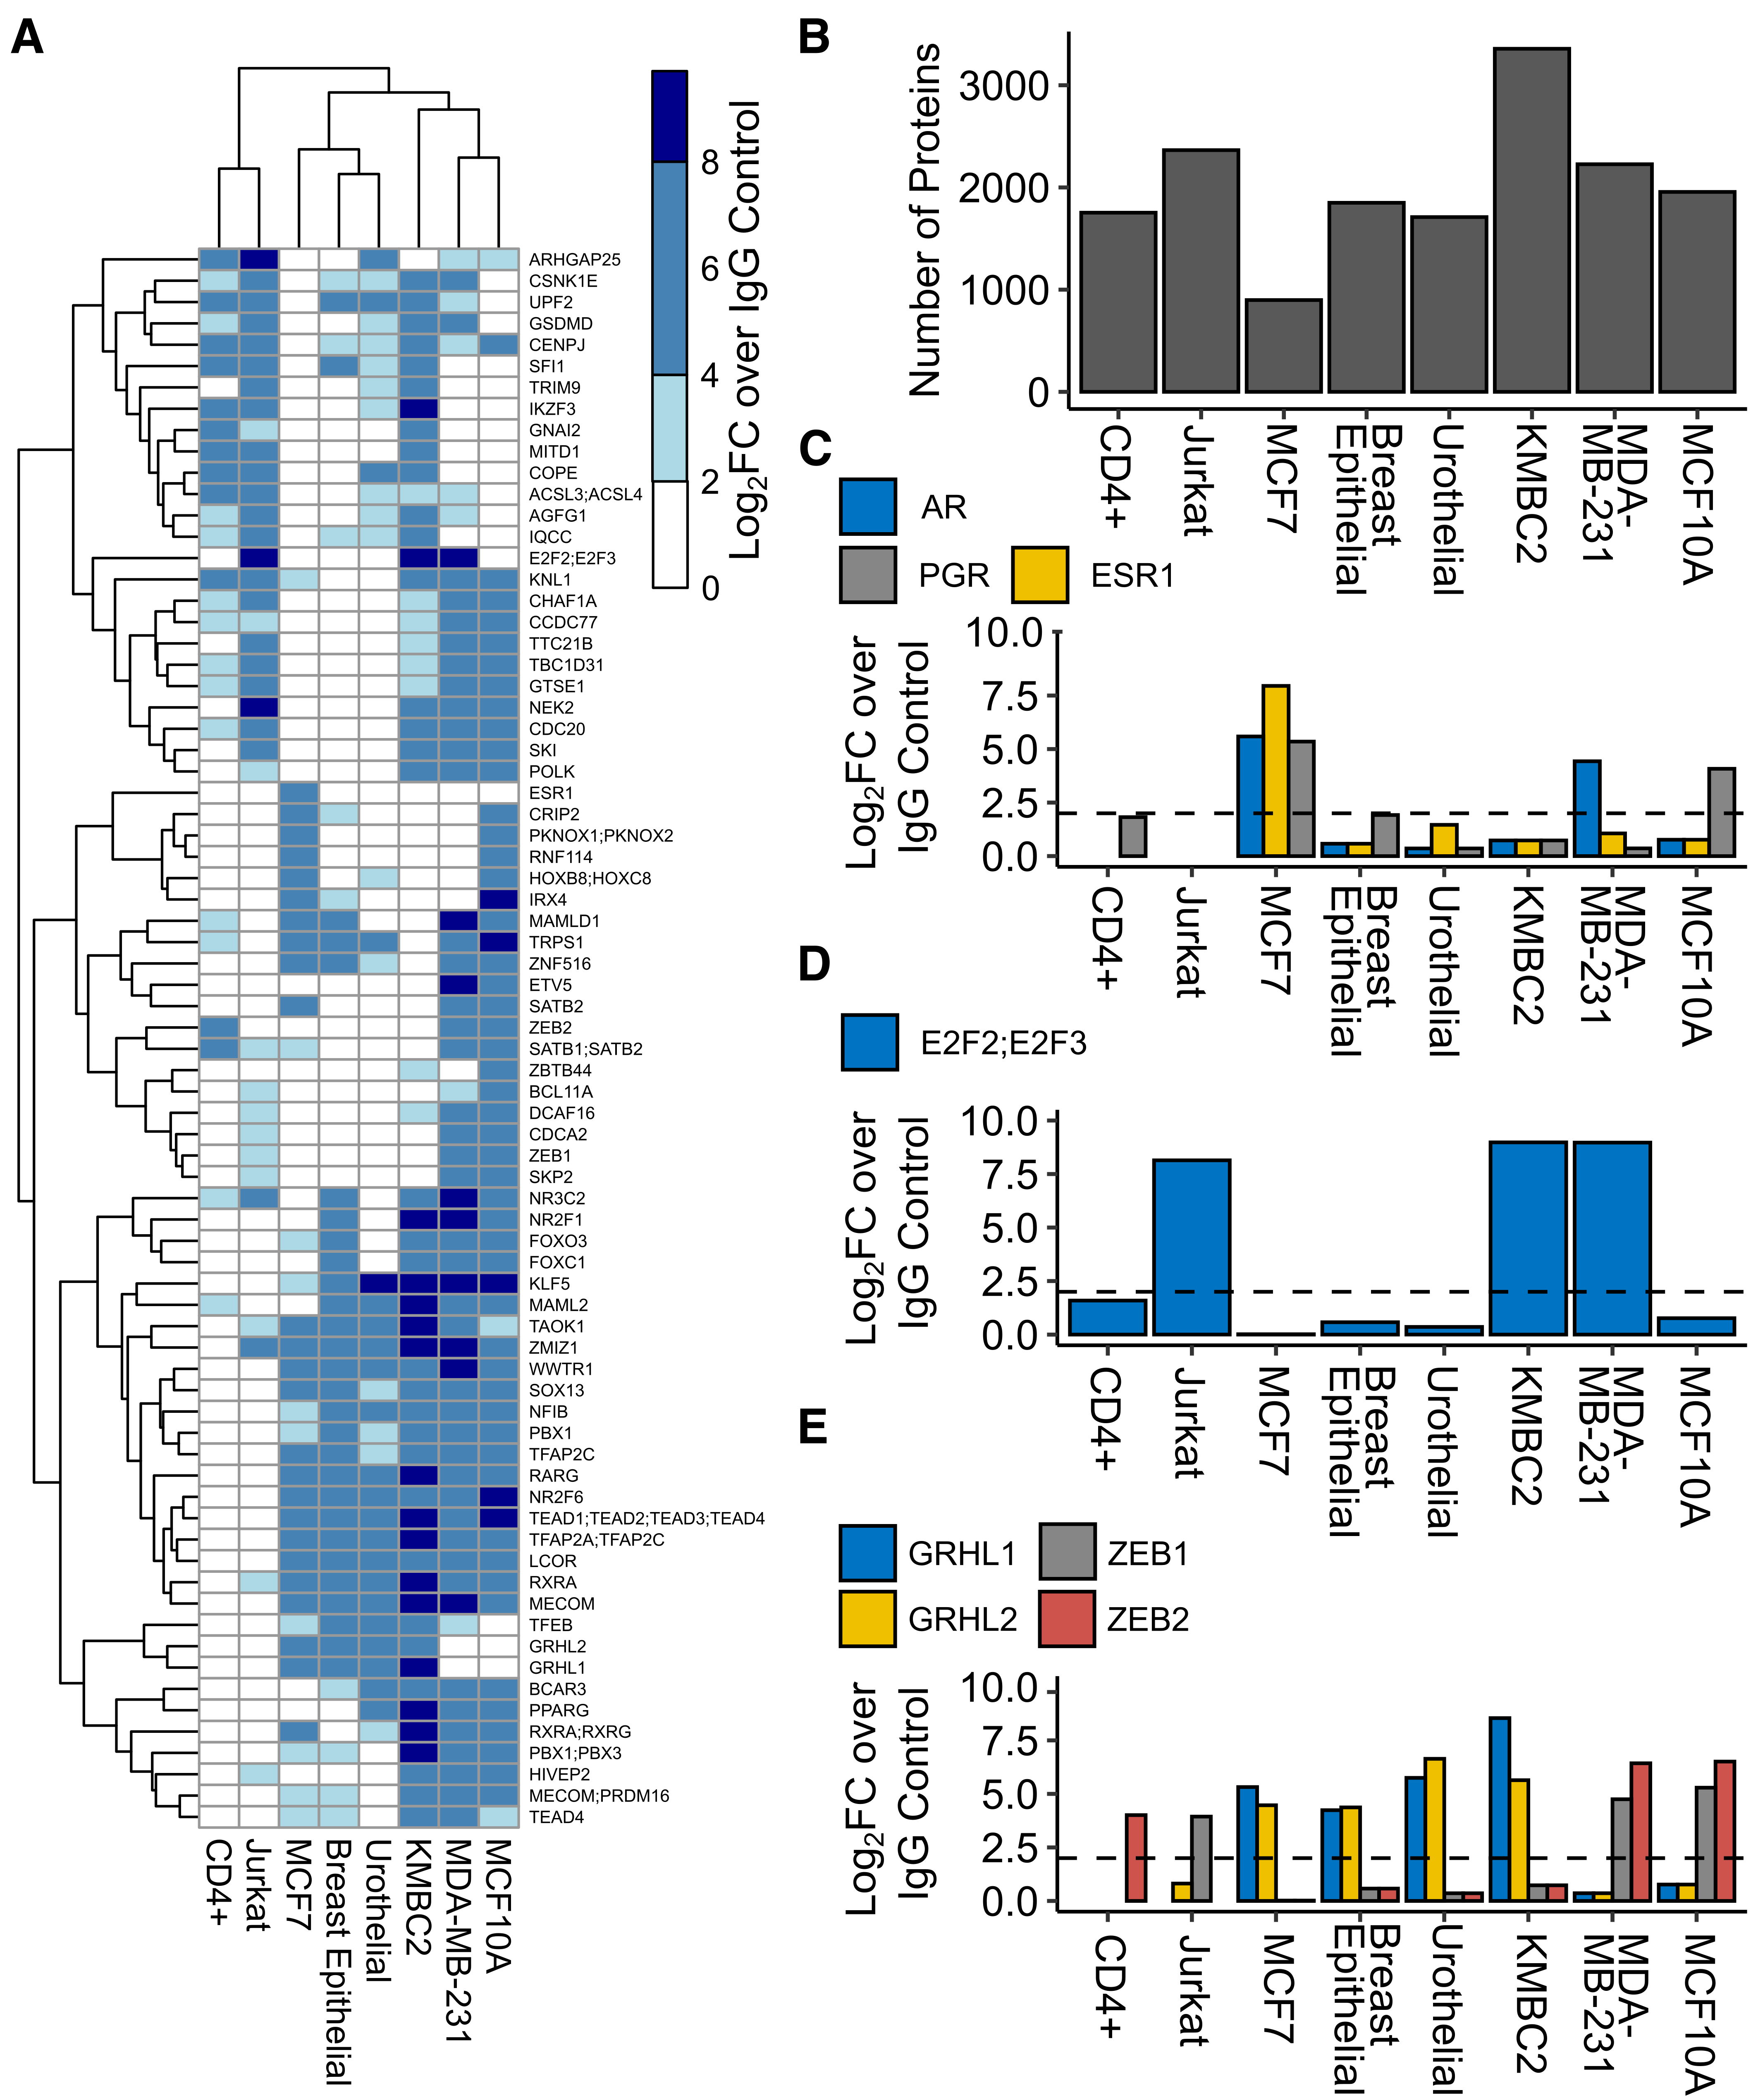 A
8
6
4
2
0
Log2FC over IgG Control
ARHGAP25
CSNK1E
UPF2
GSDMD
CENPJ
SFI1
TRIM9
IKZF3
GNAI2
MITD1
COPE
ACSL3;ACSL4
AGFG1
IQCC
E2F2;E2F3
KNL1
CHAF1A
CCDC77
TTC21B
TBC1D31
GTSE1
NEK2
CDC20
SKI
POLK
ESR1
CRIP2
PKNOX1;PKNOX2
RNF114
HOXB8;HOXC8
IRX4
MAMLD1
TRPS1
ZNF516
ETV5
SATB2
ZEB2
SATB1;SATB2
ZBTB44
BCL11A
DCAF16
CDCA2
ZEB1
SKP2
NR3C2
NR2F1
FOXO3
FOXC1
KLF5
MAML2
TAOK1
ZMIZ1
WWTR1
SOX13
NFIB
PBX1
TFAP2C
RARG
NR2F6
TEAD1;TEAD2;TEAD3;TEAD4
TFAP2A;TFAP2C
LCOR
RXRA
MECOM
TFEB
GRHL2
GRHL1
BCAR3
PPARG
RXRA;RXRG
PBX1;PBX3
HIVEP2
MECOM;PRDM16
TEAD4
CD4+
Jurkat
MCF7
Breast Epithelial
Urothelial
KMBC2
MDA-MB-231
MCF10A
B
Number of Proteins
3000
2000
1000
0
CD4+
Jurkat
MCF7
Breast
Epithelial
Urothelial
KMBC2
MDA-
MB-231
MCF10A
C
AR
PGR
ESR1
Log2FC over
IgG Control
10.0
7.5
5.0
2.5
0.0
CD4+
Jurkat
MCF7
Breast
Epithelial
Urothelial
KMBC2
MDA-
MB-231
MCF10A
D
E2F2;E2F3
Log2FC over
IgG Control
10.0
7.5
5.0
2.5
0.0
CD4+
Jurkat
MCF7
Breast
Epithelial
Urothelial
KMBC2
MDA-
MB-231
MCF10A
E
GRHL1
ZEB1
GRHL2
ZEB2
Log2FC over
IgG Control
10.0
7.5
5.0
2.5
0.0
CD4+
Jurkat
MCF7
Breast
Epithelial
Urothelial
KMBC2
MDA-
MB-231
MCF10A